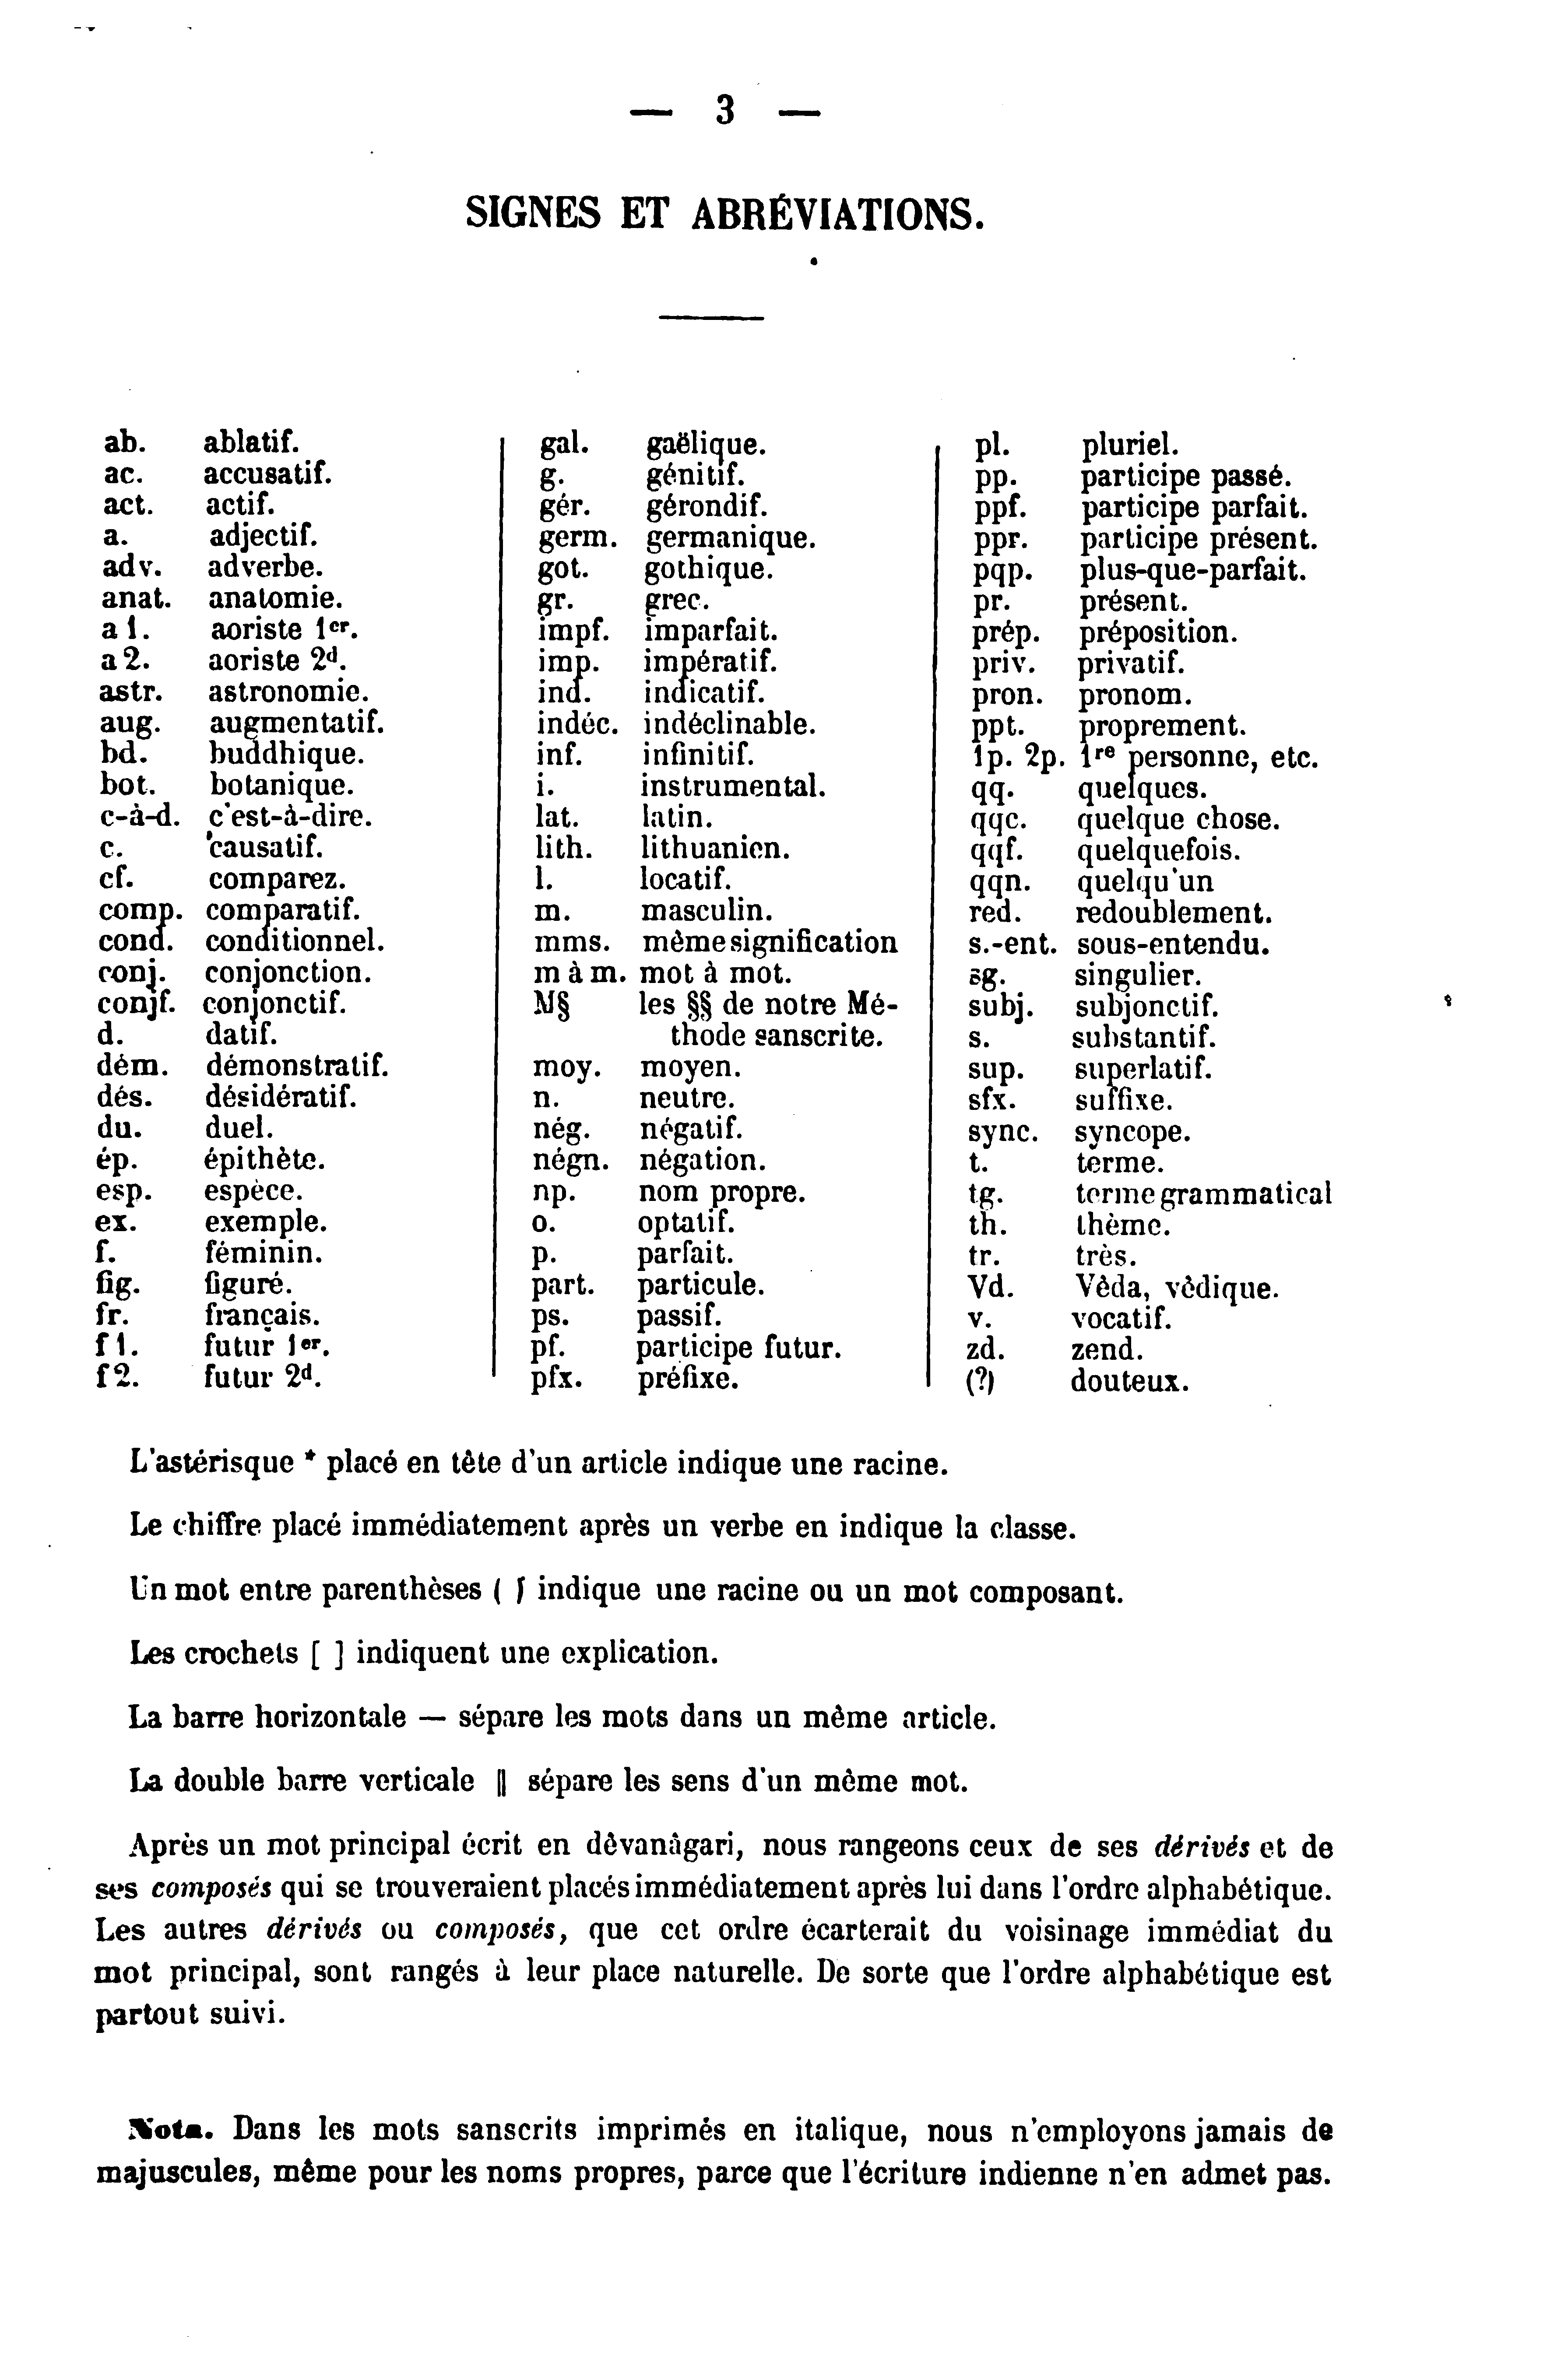 — 3 —
SIGNES ET ABRÉVIATIONS.
ab. ablatif.
ac. accusatif.
act. actif.
a. adjectif.
adv. adverbe.
anat. anatomie.
a 1. aoriste 1er.
a 2. aoriste 2d.
astr. astronomie.
aug. augmentatif.
bd. buddhique.
bot. botanique.
c-à-d. c'est-à-dire.
c. causatif.
cf. comparez.
comp. comparatif.
cond. conditionnel.
conj. conjonction.
conjf. conjonctif.
d. datif.
dém. démonstratif.
dés. désidératif.
du. duel.
ép. épithète.
esp. espèce.
ex. exemple.
f. féminin.
fig. figuré.
fr. français.
f 1. futur 1er.
f 2. futur 2d.
gal. gaëlique.
g. génitif.
gér. gérondif.
germ. germanique.
got. gothique.
gr. grec.
impf. imparfait.
imp. impératif.
ind. indicatif.
indéc. indéclinable.
inf. infinitif.
i. instrumental.
lat. latin.
lith. lithuanien.
l. locatif.
m. masculin.
mms. même signification
m à m. mot à mot.
M§ les §§ de notre Mé-
thode sanscrite.
moy. moyen.
n. neutre.
nég. négatif.
négn. négation.
np. nom propre.
o. optatif.
p. parfait.
part. particule.
ps. passif.
pf. participe futur.
pfx. préfixe.
pl. pluriel.
pp. participe passé.
ppf. participe parfait.
ppr. participe présent.
pqp. plus-que-parfait.
pr. présent.
prép. préposition.
priv. privatif.
pron. pronom.
ppt. proprement.
1p. 2p. 1re personne, etc.
qq. quelques.
qqc. quelque chose.
qqf. quelquefois.
qqn. quelqu'un
red. redoublement.
s.-ent. sous-entendu.
sg. singulier.
subj. subjonctif.
s. substantif.
sup. superlatif.
sfx. suffixe.
sync. syncope.
t. terme.
tg. terme grammatical
th. thème.
tr. très.
Vd. Vêda, vêdique.
v. vocatif.
zd. zend.
(?) douteux.
L'astérisque * placé en tête d'un article indique une racine.
Le chiffre placé immédiatement après un verbe en indique la classe.
Un mot entre parenthèses ( ) indique une racine ou un mot composant.
Les crochets [ ] indiquent une explication.
La barre horizontale — sépare les mots dans un même article.
La double barre verticale || sépare les sens d'un même mot.
Après un mot principal écrit en dêvanâgari, nous rangeons ceux de ses dérivés et de
ses composés qui se trouveraient placés immédiatement après lui dans l'ordre alphabétique.
Les autres dérivés ou composés, que cet ordre écarterait du voisinage immédiat du
mot principal, sont rangés à leur place naturelle. De sorte que l'ordre alphabétique est
partout suivi.
Nota. Dans les mots sanscrits imprimés en italique, nous n'employons jamais de
majuscules, même pour les noms propres, parce que l'écriture indienne n'en admet pas.